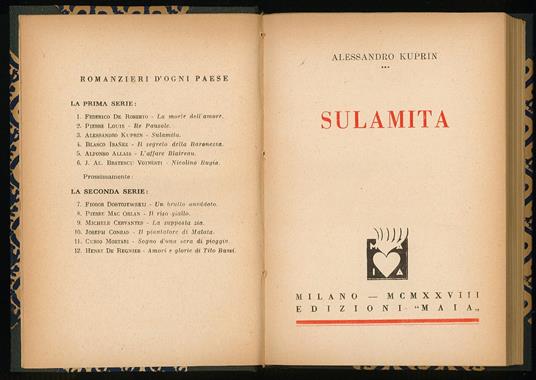 ROMANZIERI D'OGNI PAESE
LA PRIMA SERIE:
1. FEDERICO DE ROBERTO - La morte dell'amore.
2. PIERRE LOUIS - Re Pausole.
3. ALESSANDRO KUPRIN - Sulamita.
4. BLASCO IBAÑEZ - Il segreto della Baronessa.
5. ALFONSO ALLAIS - L'affare Blaireau.
6. J. AL. BRATESCU VOINESTI - Nicolino Bugia.
Prossimamente:
LA SECONDA SERIE:
7. FIODOR DOSTOJEWSKI - Un brutto aneddoto.
8. PIERRE MAC ORLAN - Il riso giallo.
9. MICHELE CERVANTES - La supposta zia.
10. JOSEPH CONRAD - Il piantatore di Malata.
11. CURIO MORTARI - Sogno d'una sera di pioggia.
12. HENRY DE REGNIER - Amori e glorie di Tito Bassi.
ALESSANDRO KUPRIN
***
SULAMITA
M A
I A
MILANO — MCMXXVIII
EDIZIONI "MAIA„